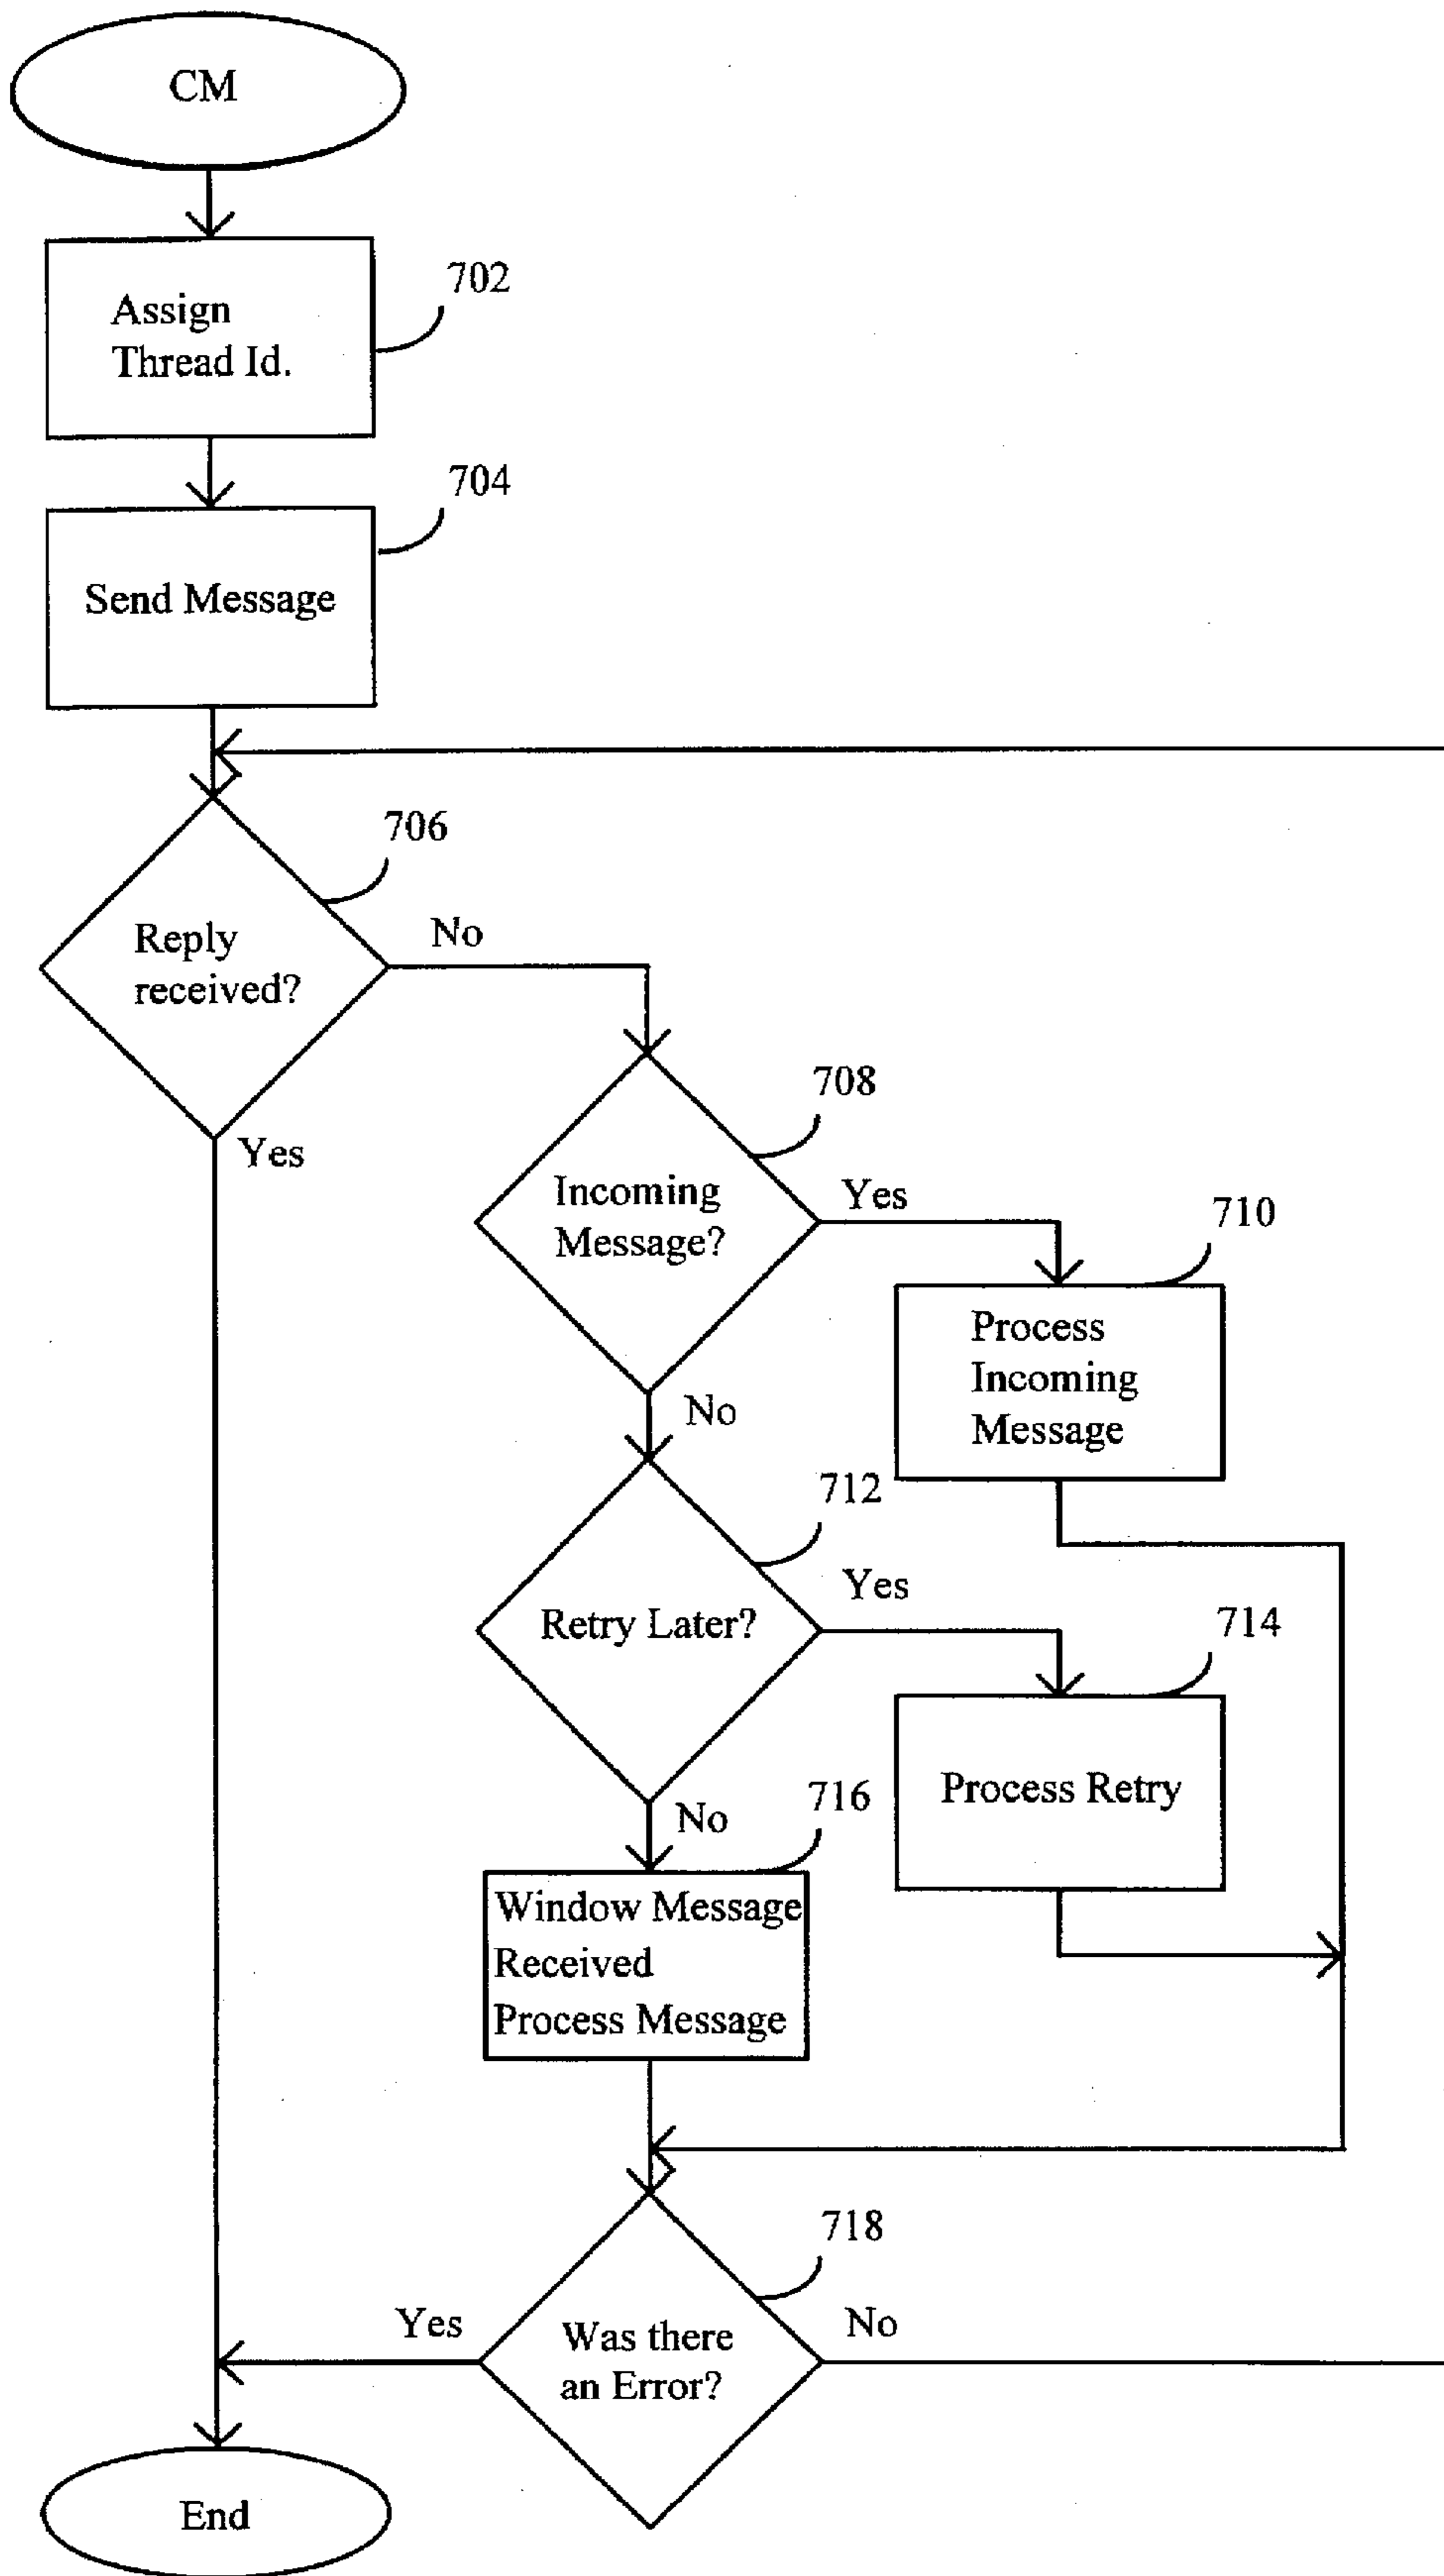 CM
702
Assign
Thread Id.
704
Send Message
706
Reply
received?
No
Yes
708
Incoming
Message?
Yes
710
Process
Incoming
Message
No
712
Retry Later?
Yes
714
Process Retry
No
716
Window Message
Received
Process Message
718
Was there
an Error?
Yes
No
End